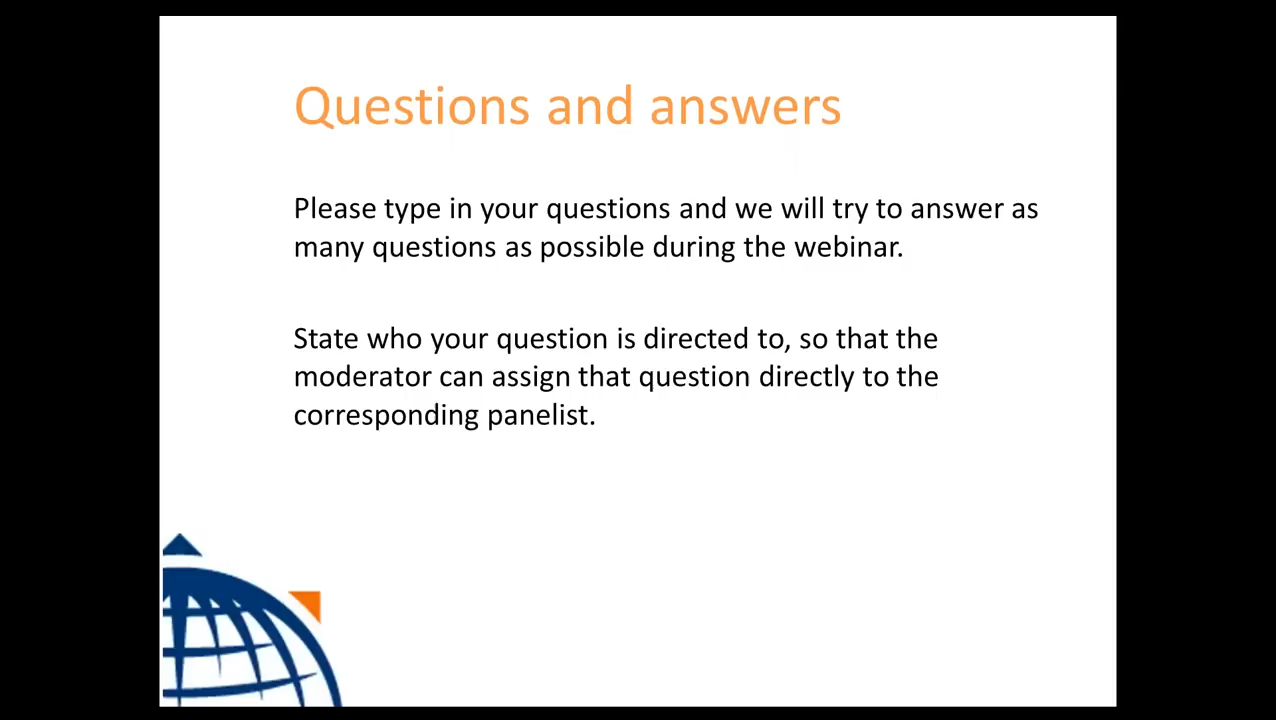 Questions and answers
Please type in your questions and we will try to answer as
many questions as possible during the webinar.
State who your question is directed to, so that the
moderator can assign that question directly to the
corresponding panelist.